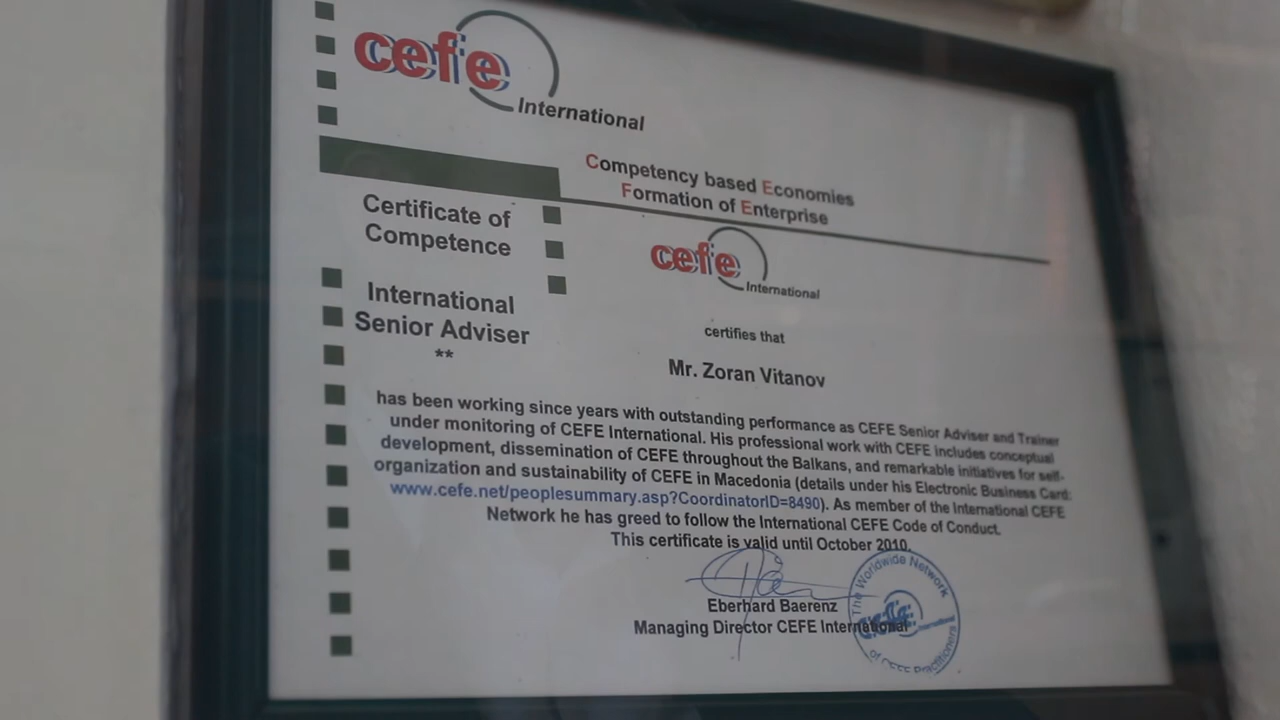 cefe
International
Competency based Economies
Formation of Enterprise
Certificate of
Competence
cefe
International
International
Senior Adviser
**
certifies that
Mr. Zoran Vitanov
has been working since years with outstanding performance as CEFE Senior Adviser and Trainer
under monitoring of CEFE International. His professional work with CEFE includes conceptual
development, dissemination of CEFE throughout the Balkans, and remarkable initiatives for self-
organization and sustainability of CEFE in Macedonia (details under his Electronic Business Card:
www.cefe.net/peoplesummary.asp?CoordinatorID=8490). As member of the International CEFE
Network he has greed to follow the International CEFE Code of Conduct.
This certificate is valid until October 2010.
Eberhard Baerenz
Managing Director CEFE International
The Worldwide Network
cefe
International
of CEFE Practitioners